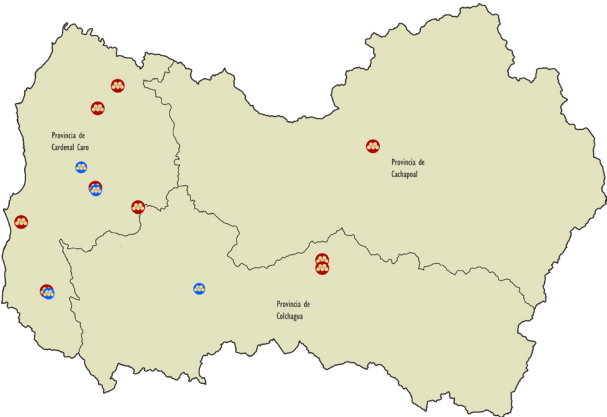 Provincia de
Cardenal Caro
Provincia de
Cachapoal
Provincia de
Colchagua